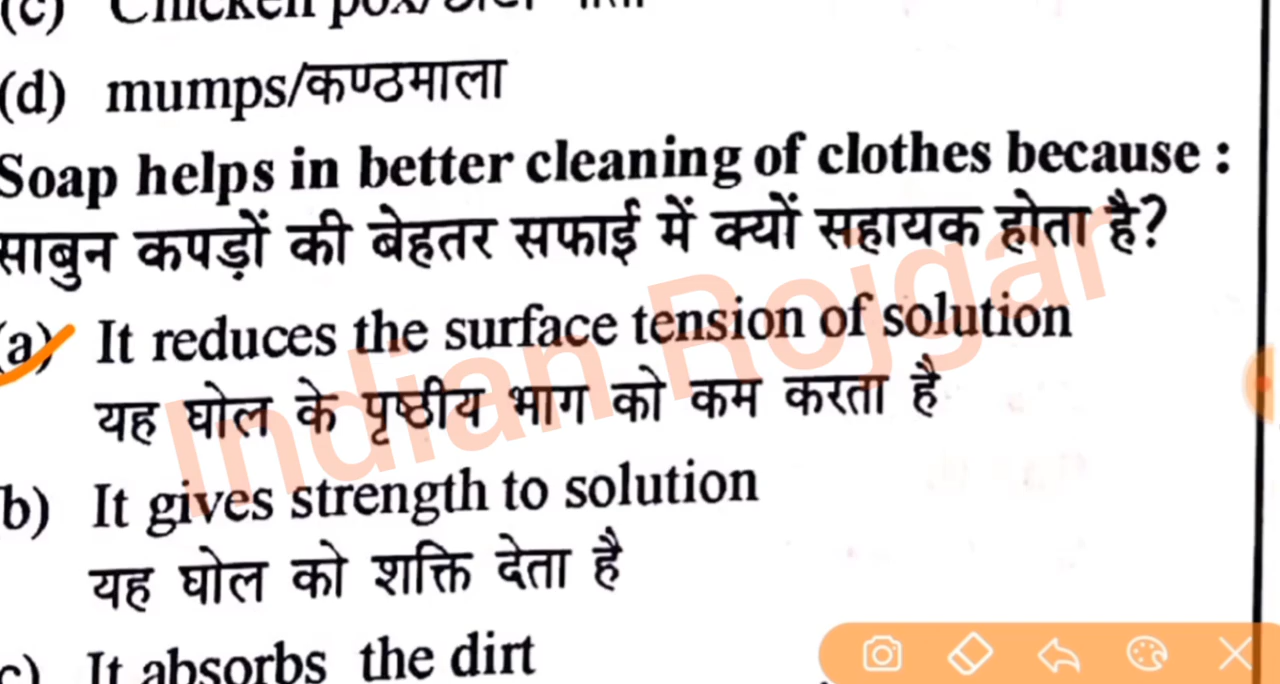 (c) Chicken pox/
(d) mumps/कण्ठमाला
Soap helps in better cleaning of clothes because :
साबुन कपड़ों की बेहतर सफाई में क्यों सहायक होता है?
(a) It reduces the surface tension of solution
यह घोल के पृष्ठीय भाग को कम करता है
b) It gives strength to solution
यह घोल को शक्ति देता है
c) It absorbs the dirt
Indian Rojgar